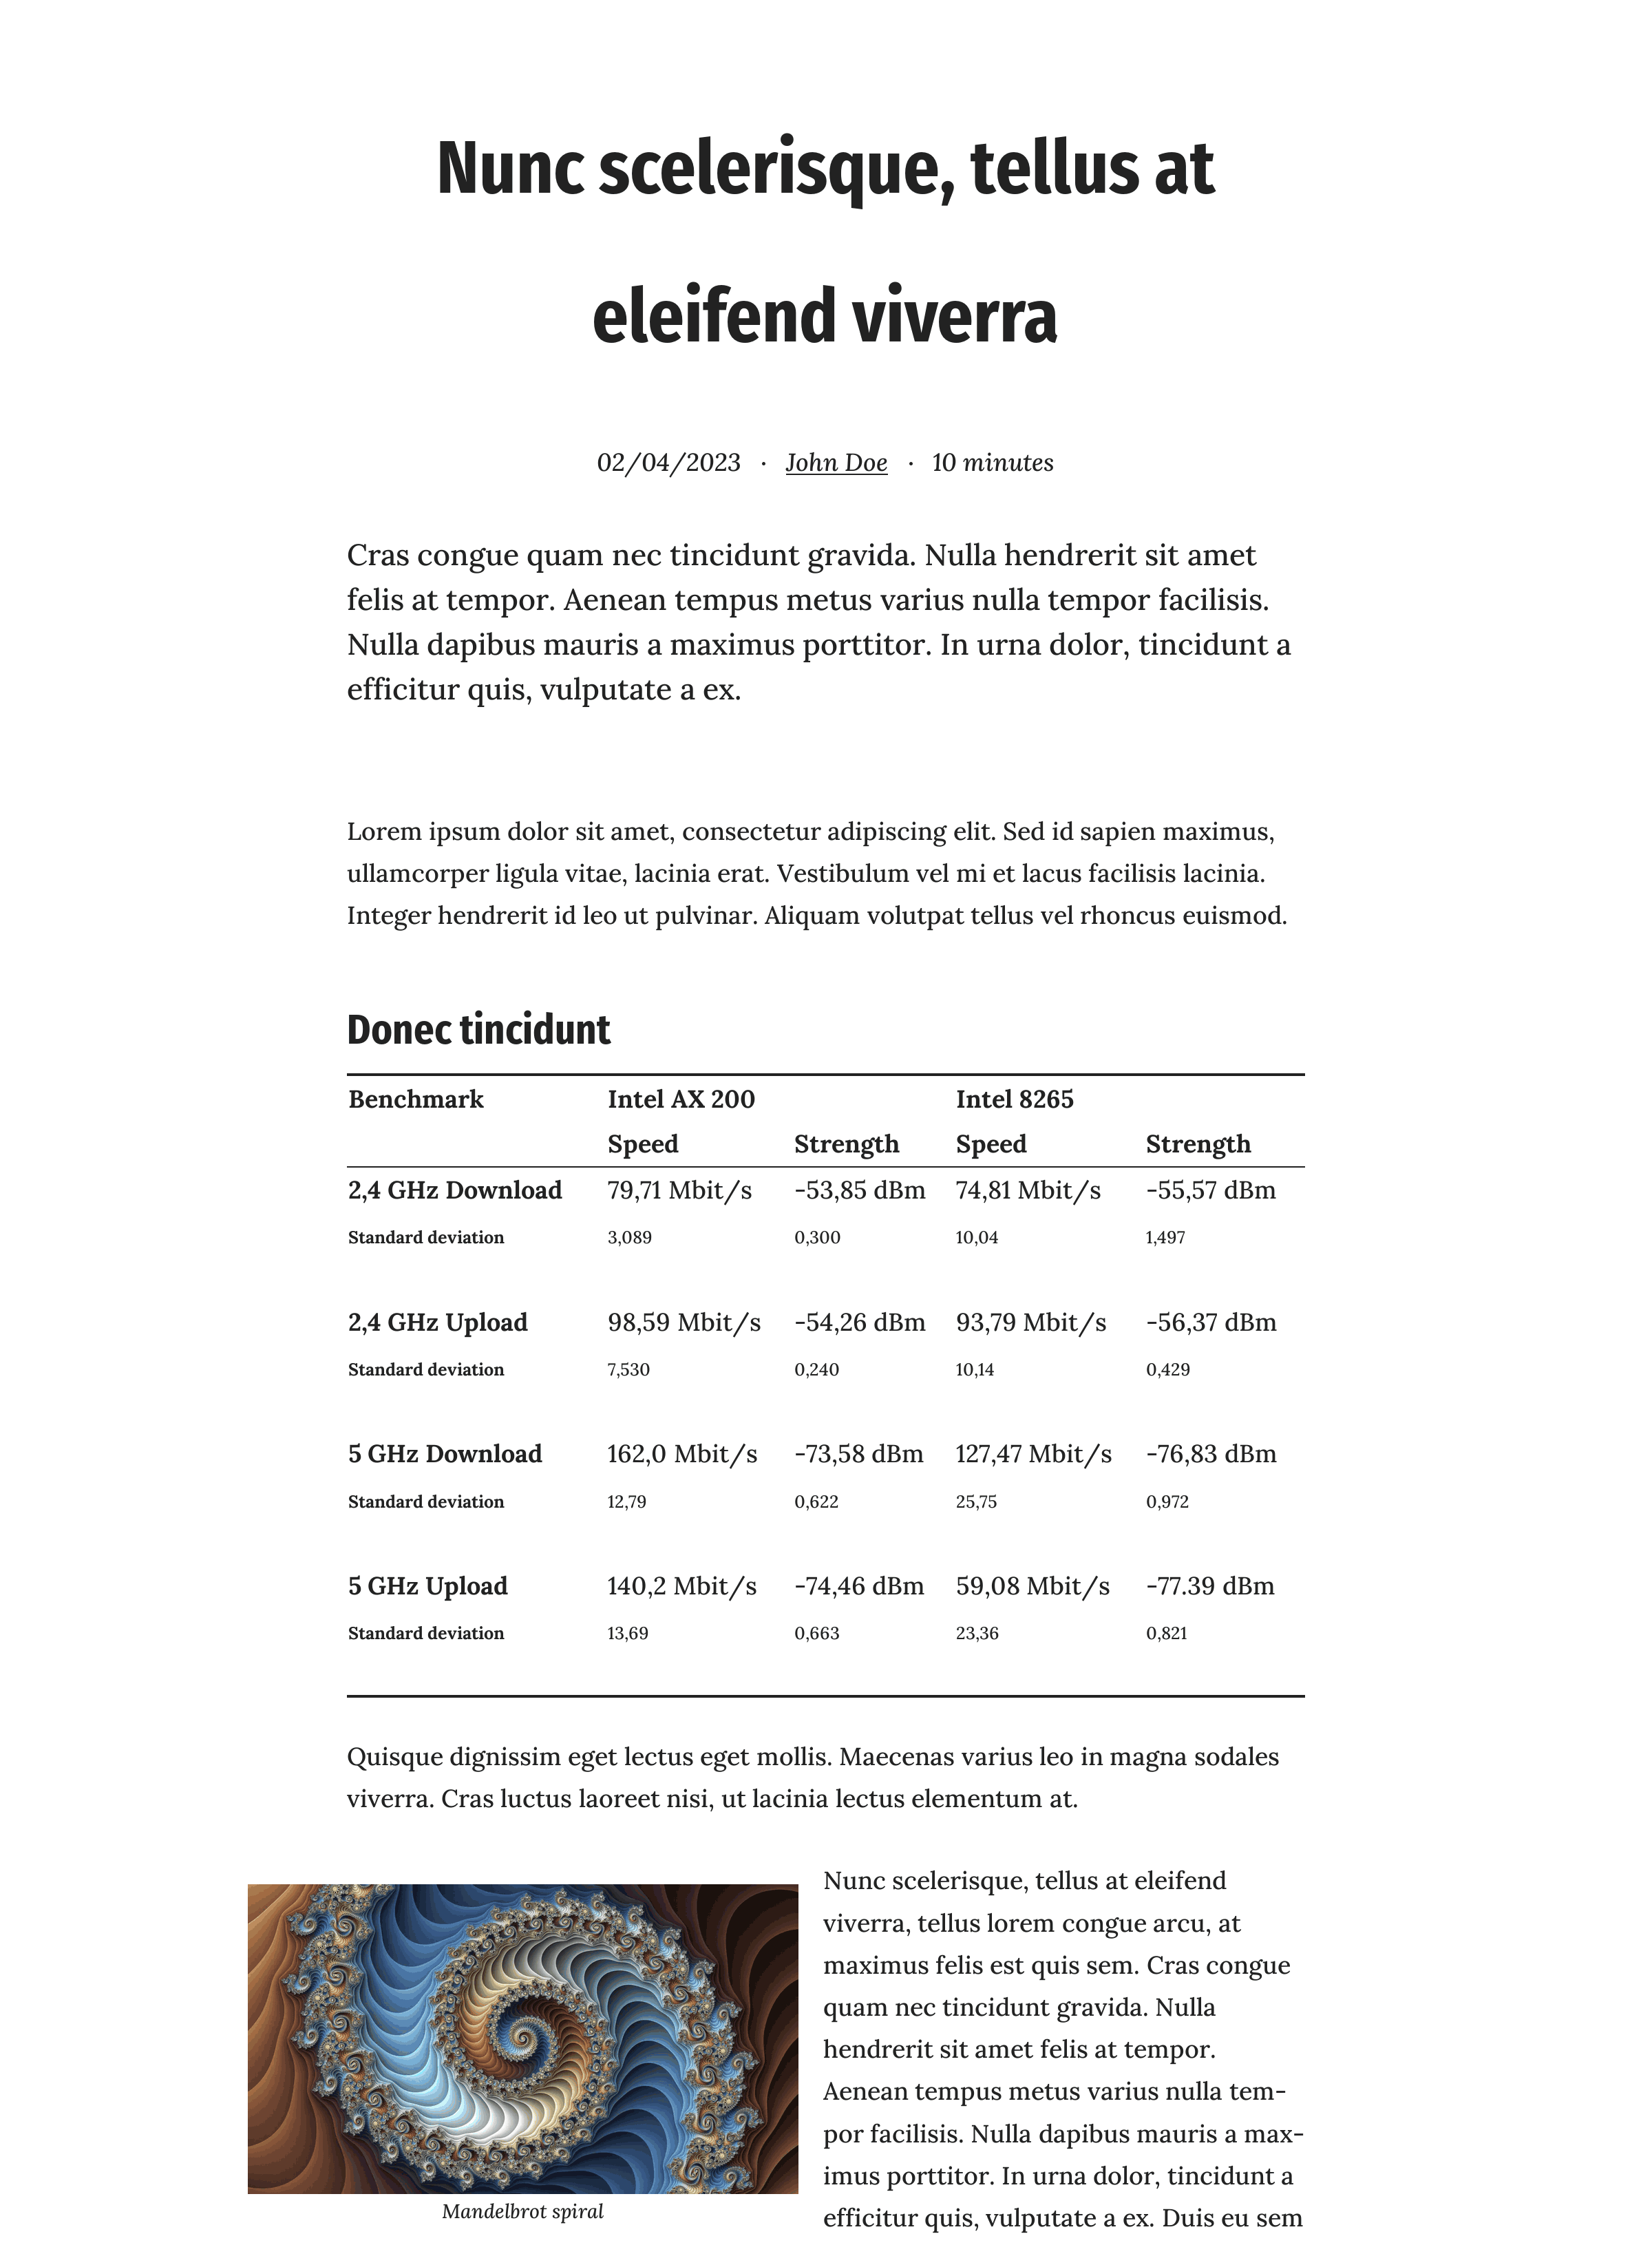 Nunc scelerisque, tellus at
eleifend viverra
02/04/2023 · John Doe · 10 minutes
Cras congue quam nec tincidunt gravida. Nulla hendrerit sit amet
felis at tempor. Aenean tempus metus varius nulla tempor facilisis.
Nulla dapibus mauris a maximus porttitor. In urna dolor, tincidunt a
efficitur quis, vulputate a ex.
Lorem ipsum dolor sit amet, consectetur adipiscing elit. Sed id sapien maximus,
ullamcorper ligula vitae, lacinia erat. Vestibulum vel mi et lacus facilisis lacinia.
Integer hendrerit id leo ut pulvinar. Aliquam volutpat tellus vel rhoncus euismod.
Donec tincidunt
Benchmark Intel AX 200 Intel 8265
Speed Strength Speed Strength
2,4 GHz Download 79,71 Mbit/s -53,85 dBm 74,81 Mbit/s -55,57 dBm
Standard deviation 3,089 0,300 10,04 1,497
2,4 GHz Upload 98,59 Mbit/s -54,26 dBm 93,79 Mbit/s -56,37 dBm
Standard deviation 7,530 0,240 10,14 0,429
5 GHz Download 162,0 Mbit/s -73,58 dBm 127,47 Mbit/s -76,83 dBm
Standard deviation 12,79 0,622 25,75 0,972
5 GHz Upload 140,2 Mbit/s -74,46 dBm 59,08 Mbit/s -77.39 dBm
Standard deviation 13,69 0,663 23,36 0,821
Quisque dignissim eget lectus eget mollis. Maecenas varius leo in magna sodales
viverra. Cras luctus laoreet nisi, ut lacinia lectus elementum at.
Mandelbrot spiral
Nunc scelerisque, tellus at eleifend
viverra, tellus lorem congue arcu, at
maximus felis est quis sem. Cras congue
quam nec tincidunt gravida. Nulla
hendrerit sit amet felis at tempor.
Aenean tempus metus varius nulla tem-
por facilisis. Nulla dapibus mauris a max-
imus porttitor. In urna dolor, tincidunt a
efficitur quis, vulputate a ex. Duis eu sem